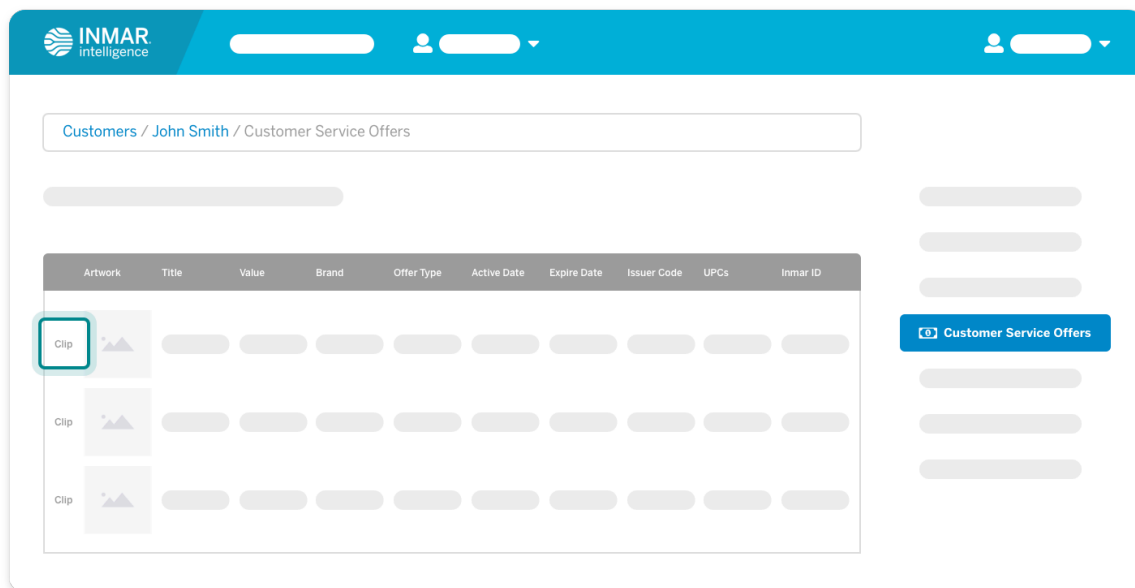 INMAR
intelligence
Customers / John Smith / Customer Service Offers
Artwork Title Value Brand Offer Type Active Date Expire Date Issuer Code UPCs Inmar ID
Clip
Customer Service Offers
Clip
Clip